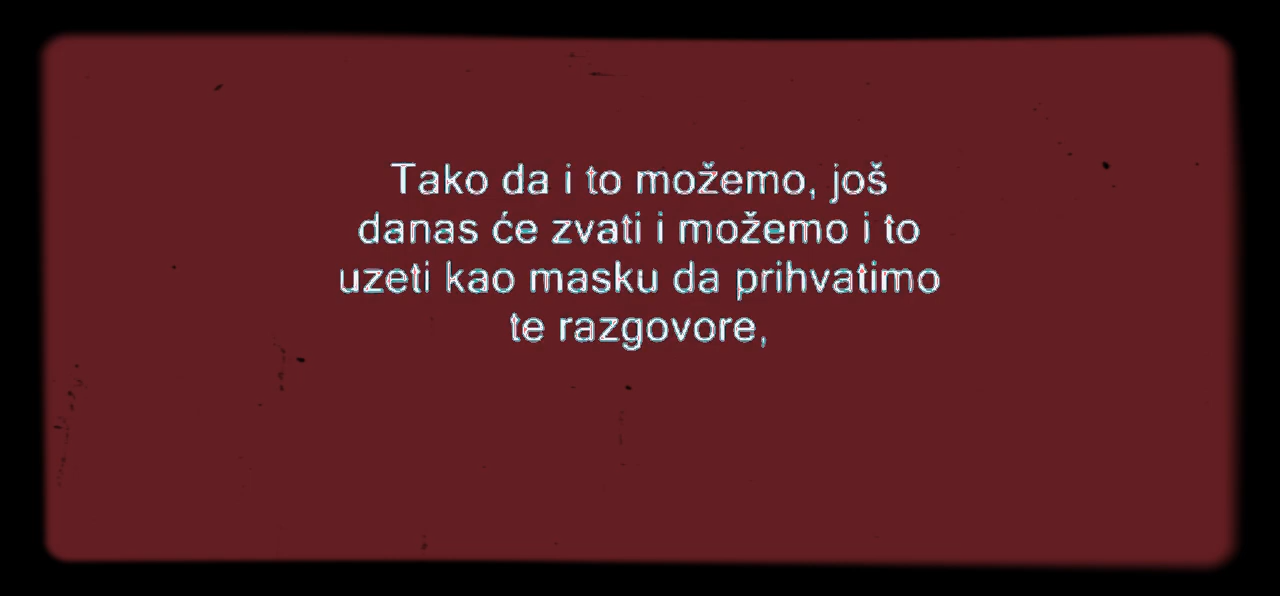 Tako da i to možemo, još
danas će zvati i možemo i to
uzeti kao masku da prihvatimo
te razgovore,